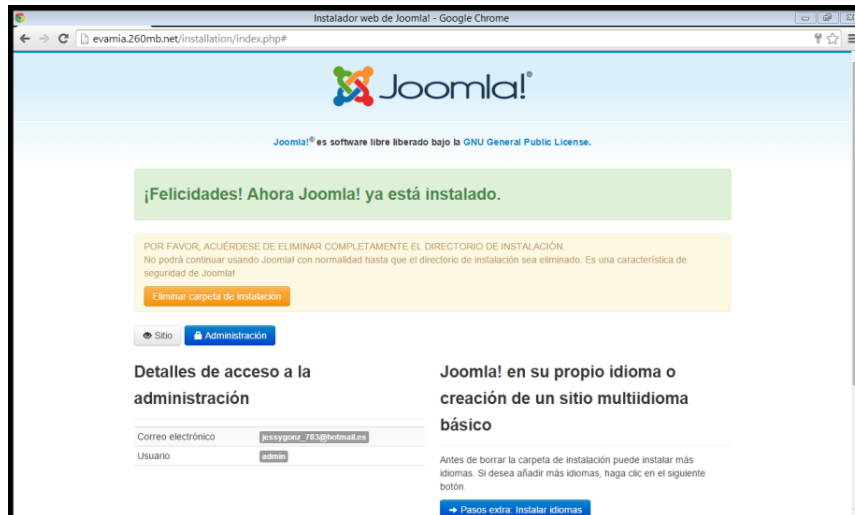 Instalador web de Joomla! - Google Chrome
evamia.260mb.net/installation/index.php#
Joomla!®
Joomla!® es software libre liberado bajo la GNU General Public License.
¡Felicidades! Ahora Joomla! ya está instalado.
POR FAVOR, ACUÉRDESE DE ELIMINAR COMPLETAMENTE EL DIRECTORIO DE INSTALACIÓN.
No podrá continuar usando Joomla! con normalidad hasta que el directorio de instalación sea eliminado. Es una característica de
seguridad de Joomla!
Eliminar carpeta de instalación
Sitio
Administración
Detalles de acceso a la
administración
Correo electrónico jessygonz_783@hotmail.es
Usuario admin
Joomla! en su propio idioma o
creación de un sitio multiidioma
básico
Antes de borrar la carpeta de instalación puede instalar más
idiomas. Si desea añadir más idiomas, haga clic en el siguiente
botón.
Pasos extra: Instalar idiomas